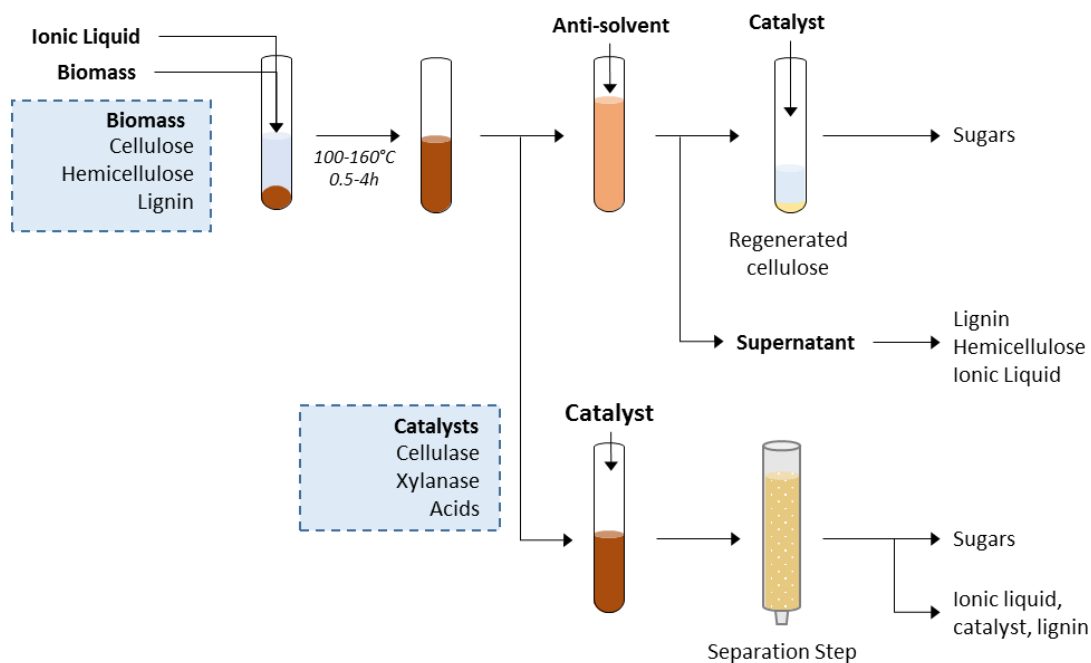 Ionic Liquid
Biomass
Biomass
Cellulose
Hemicellulose
Lignin
100-160°C
0.5-4h
Anti-solvent
Catalyst
Sugars
Regenerated
cellulose
Supernatant
Lignin
Hemicellulose
Ionic Liquid
Catalysts
Cellulase
Xylanase
Acids
Catalyst
Separation Step
Sugars
Ionic liquid,
catalyst, lignin